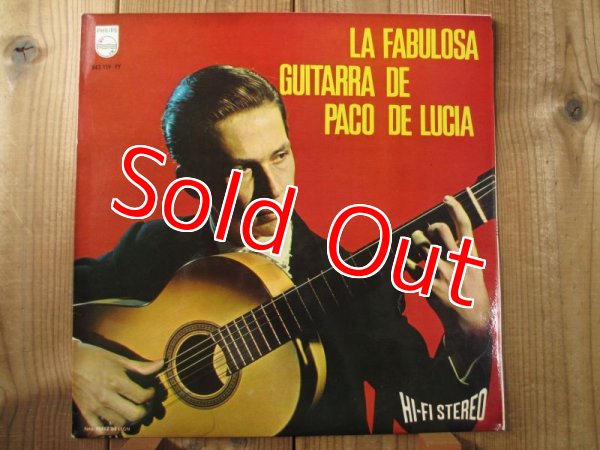 PHILIPS
LA FABULOSA
GUITARRA DE
PACO DE LUCIA
Sold Out
HI-FI STEREO